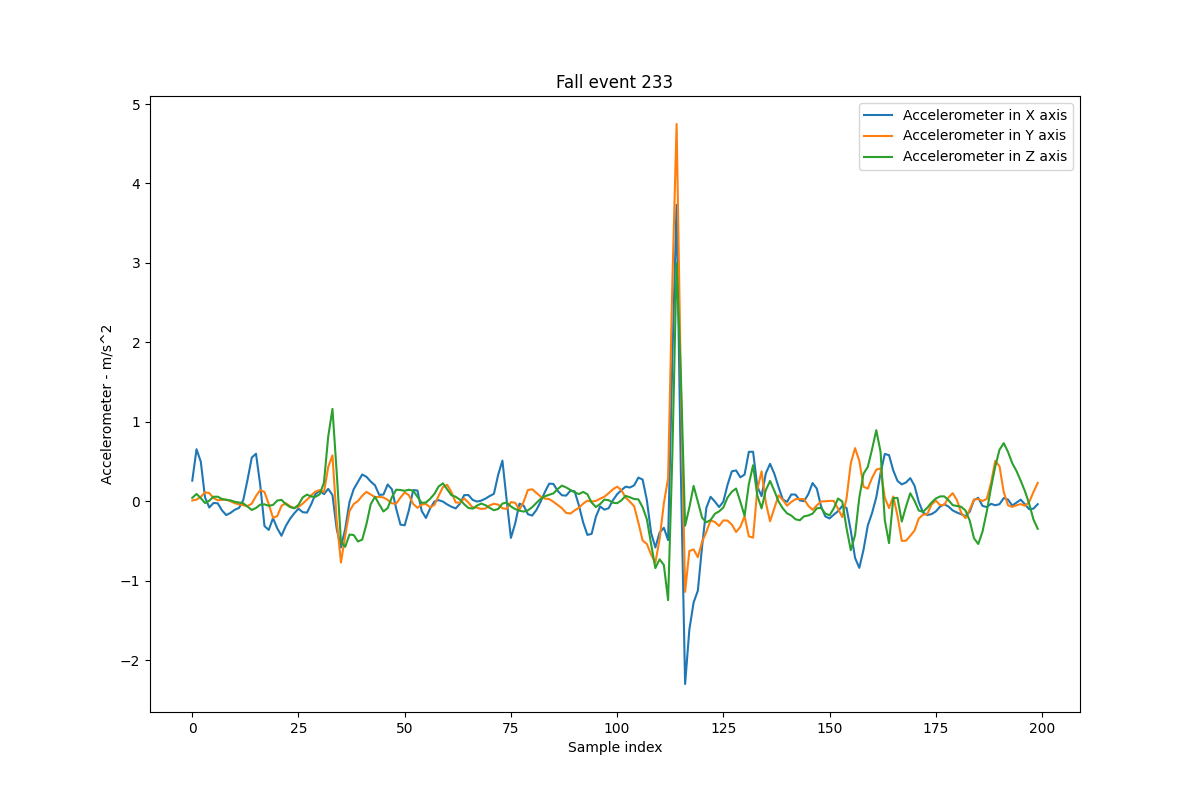 Fall event 233
Accelerometer in X axis
Accelerometer in Y axis
Accelerometer in Z axis
Accelerometer - m/s^2
5
4
3
2
1
0
−1
−2
0 25 50 75 100 125 150 175 200
Sample index